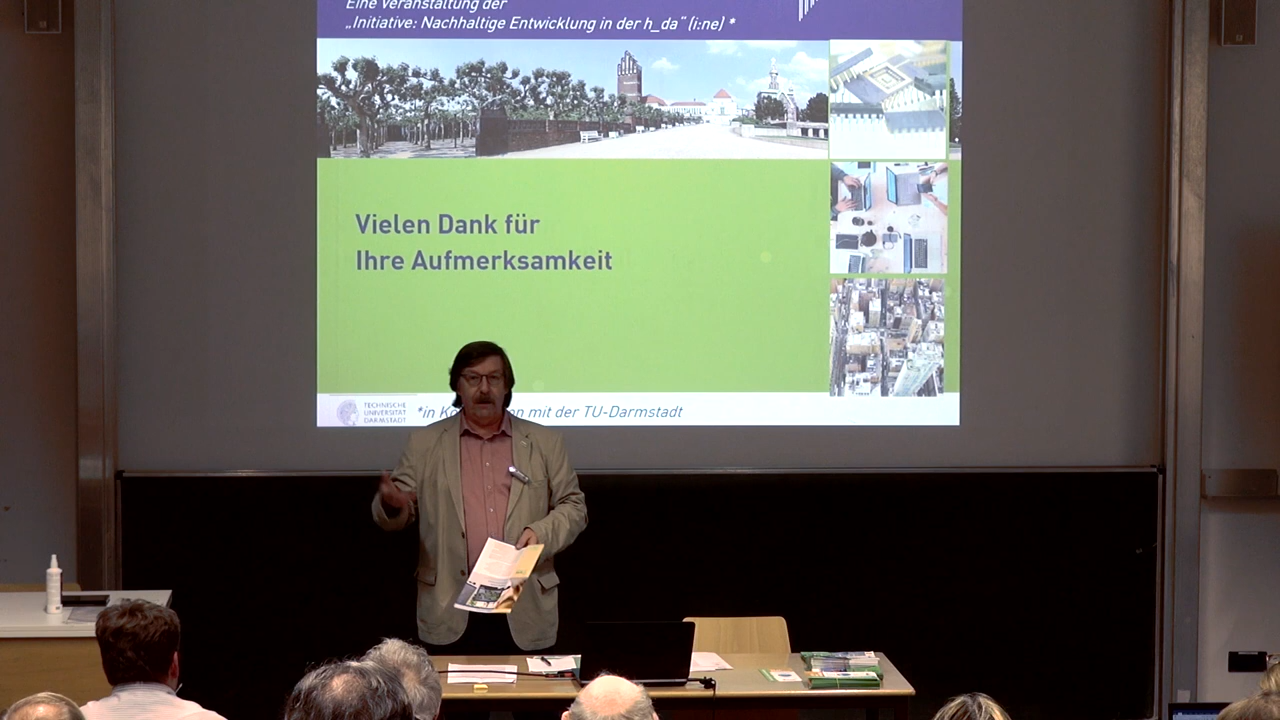 Eine Veranstaltung der
„Initiative: Nachhaltige Entwicklung in der h_da“ (i:ne) *
Vielen Dank für
Ihre Aufmerksamkeit
TECHNISCHE
UNIVERSITÄT
DARMSTADT
*in mit der TU-Darmstadt